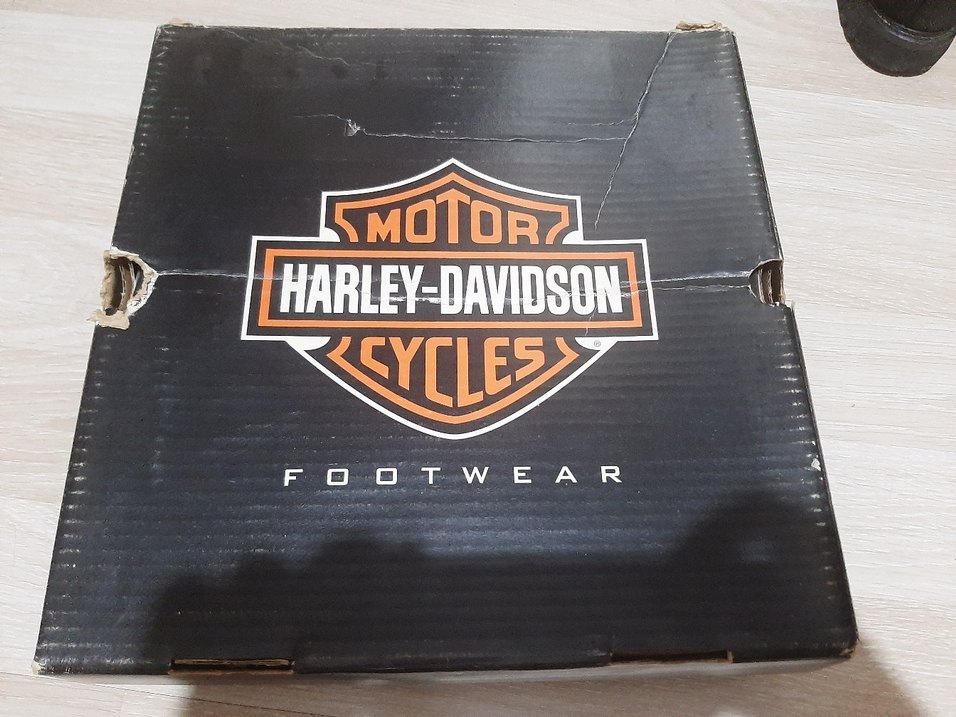 MOTOR
HARLEY-DAVIDSON
CYCLES
®
FOOTWEAR